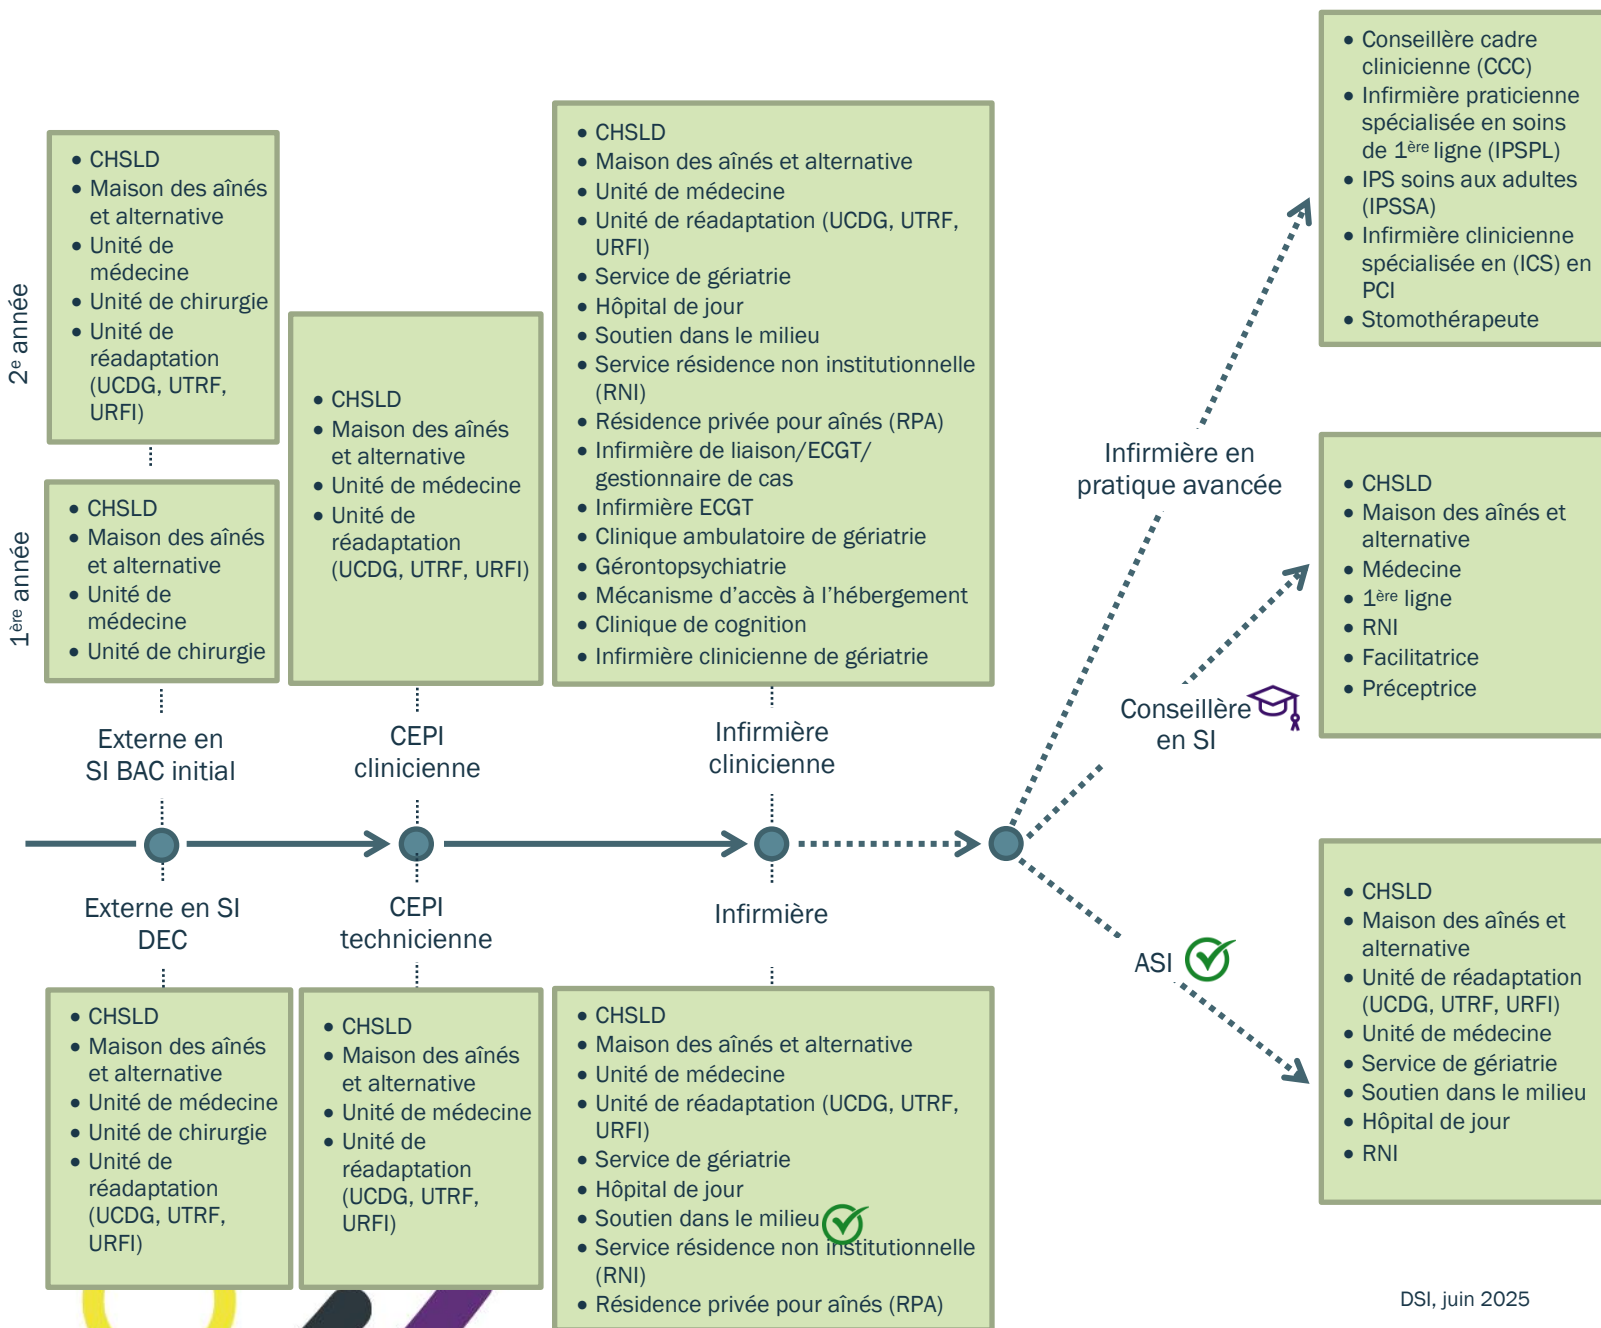 2e année
• CHSLD
• Maison des aînés
et alternative
• Unité de
médecine
• Unité de chirurgie
• Unité de
réadaptation
(UCDG, UTRF,
URFI)
1ère année
• CHSLD
• Maison des aînés
et alternative
• Unité de
médecine
• Unité de chirurgie
Externe en
SI BAC initial
• CHSLD
• Maison des aînés
et alternative
• Unité de médecine
• Unité de
réadaptation
(UCDG, UTRF, URFI)
CEPI
clinicienne
• CHSLD
• Maison des aînés et alternative
• Unité de médecine
• Unité de réadaptation (UCDG, UTRF,
URFI)
• Service de gériatrie
• Hôpital de jour
• Soutien dans le milieu
• Service résidence non institutionnelle
(RNI)
• Résidence privée pour aînés (RPA)
• Infirmière de liaison/ECGT/
gestionnaire de cas
• Infirmière ECGT
• Clinique ambulatoire de gériatrie
• Gérontopsychiatrie
• Mécanisme d’accès à l’hébergement
• Clinique de cognition
• Infirmière clinicienne de gériatrie
Infirmière
clinicienne
Externe en SI
DEC
• CHSLD
• Maison des aînés
et alternative
• Unité de médecine
• Unité de chirurgie
• Unité de
réadaptation
(UCDG, UTRF,
URFI)
CEPI
technicienne
• CHSLD
• Maison des aînés
et alternative
• Unité de médecine
• Unité de
réadaptation
(UCDG, UTRF,
URFI)
Infirmière
• CHSLD
• Maison des aînés et alternative
• Unité de médecine
• Unité de réadaptation (UCDG, UTRF,
URFI)
• Service de gériatrie
• Hôpital de jour
• Soutien dans le milieu
• Service résidence non institutionnelle
(RNI)
• Résidence privée pour aînés (RPA)
Infirmière en
pratique avancée
• Conseillère cadre
clinicienne (CCC)
• Infirmière praticienne
spécialisée en soins
de 1ère ligne (IPSPL)
• IPS soins aux adultes
(IPSSA)
• Infirmière clinicienne
spécialisée en (ICS) en
PCI
• Stomothérapeute
Conseillère
en SI
• CHSLD
• Maison des aînés et
alternative
• Médecine
• 1ère ligne
• RNI
• Facilitatrice
• Préceptrice
ASI
• CHSLD
• Maison des aînés et
alternative
• Unité de réadaptation
(UCDG, UTRF, URFI)
• Unité de médecine
• Service de gériatrie
• Soutien dans le milieu
• Hôpital de jour
• RNI
DSI, juin 2025